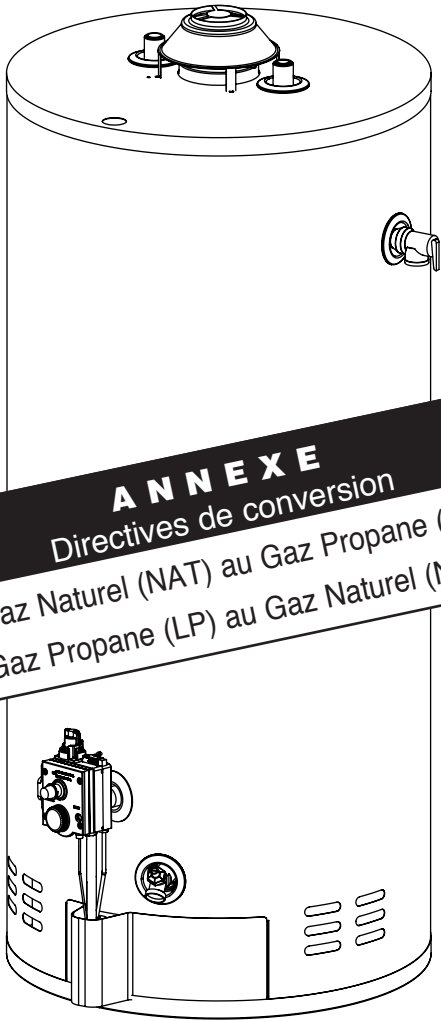 ANNEXE
Directives de conversion
az Naturel (NAT) au Gaz Propane (
Gaz Propane (LP) au Gaz Naturel (N